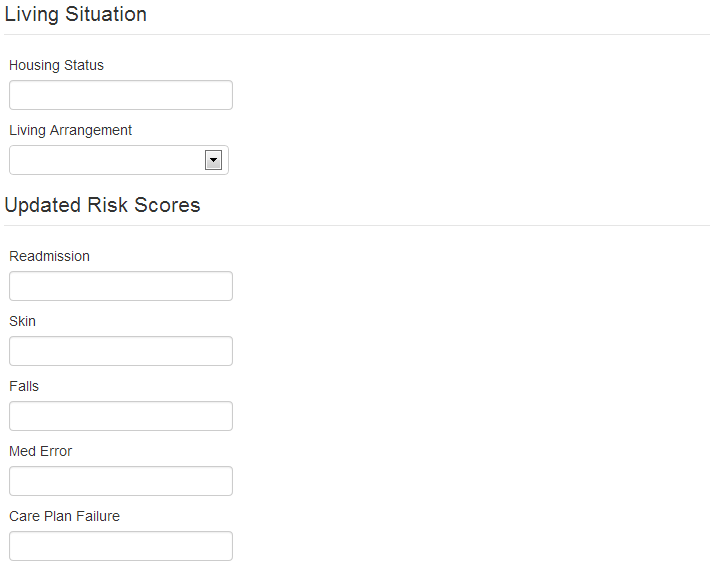 Living Situation
Housing Status
Living Arrangement
Updated Risk Scores
Readmission
Skin
Falls
Med Error
Care Plan Failure